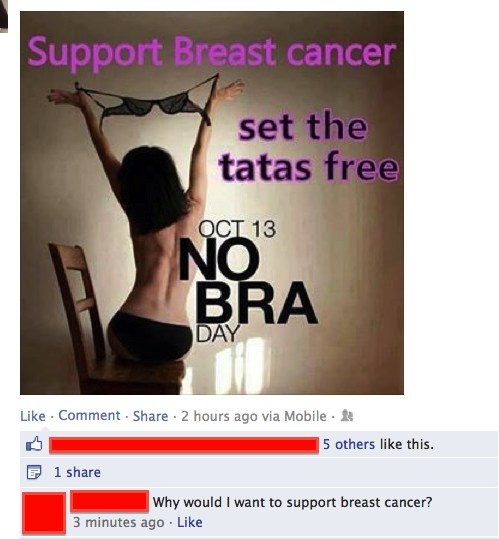 Support Breast cancer
set the
tatas free
OCT 13
NO
BRA
DAY
Like · Comment · Share · 2 hours ago via Mobile ·
5 others like this.
1 share
Why would I want to support breast cancer?
3 minutes ago · Like